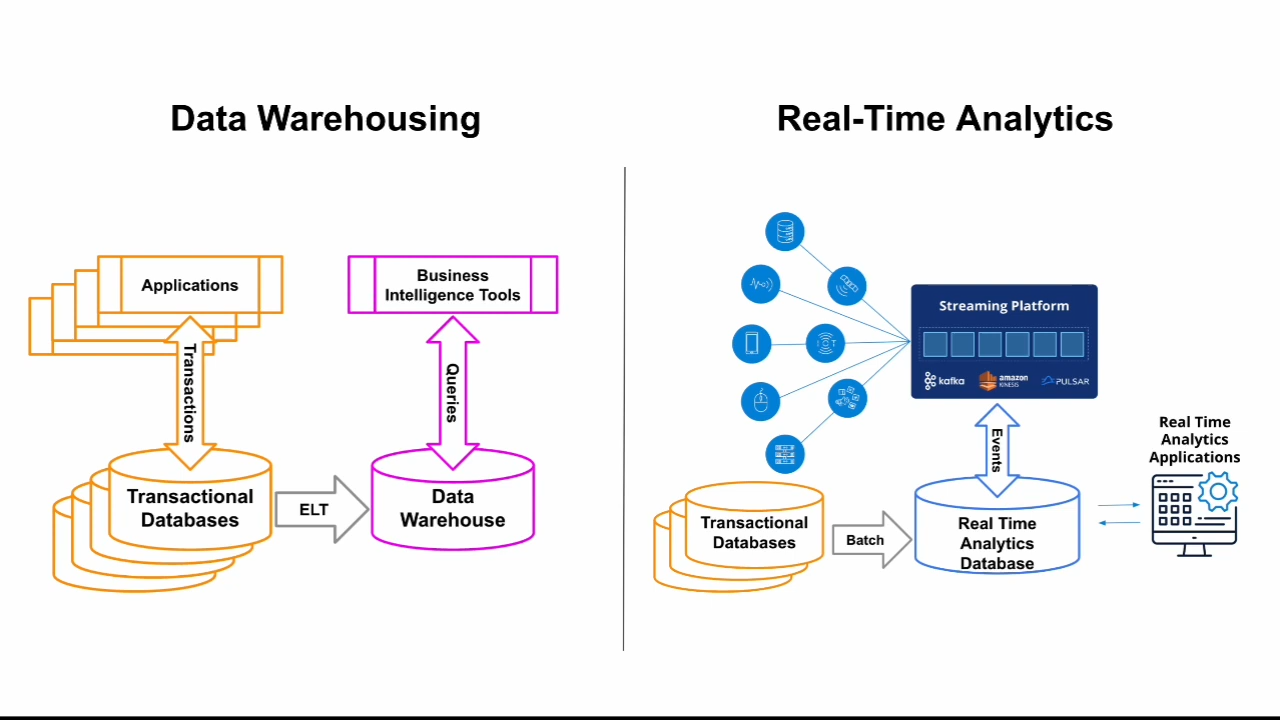 Data Warehousing
Real-Time Analytics
Applications
Business
Intelligence Tools
Transactions
Queries
Transactional
Databases
ELT
Data
Warehouse
Streaming Platform
kafka
amazon
KINESIS
PULSAR
Events
Real Time
Analytics
Applications
Transactional
Databases
Batch
Real Time
Analytics
Database